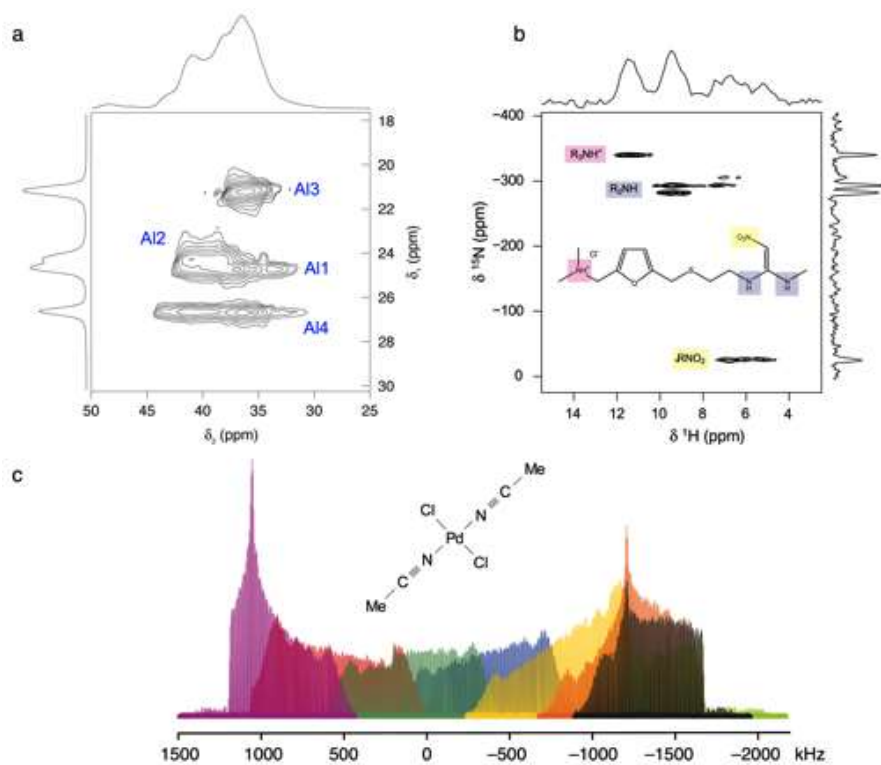 a
Al3
Al2
Al1
Al4
18
20
22
24
26
28
30
δ₁ (ppm)
50
45
40
35
30
25
δ₂ (ppm)
b
−400
−300
−200
−100
0
δ ¹⁵N (ppm)
R₃NH⁺
R₂NH
O₂N
Cl⁻
NH⁺
O
S
N
H
N
H
RNO₂
14
12
10
8
6
4
δ ¹H (ppm)
c
Me
C
N
Cl
Pd
Cl
N
C
Me
1500
1000
500
0
−500
−1000
−1500
−2000
kHz